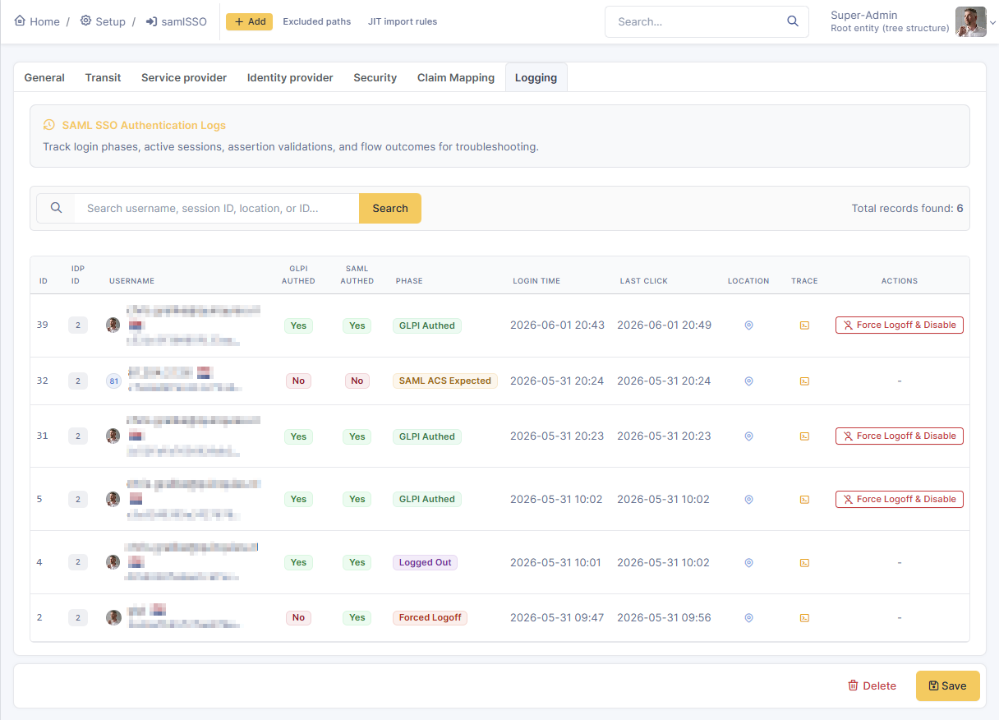 Home / Setup / samlSSO + Add Excluded paths JIT import rules Search... Super-Admin
Root entity (tree structure)
General Transit Service provider Identity provider Security Claim Mapping Logging
SAML SSO Authentication Logs
Track login phases, active sessions, assertion validations, and flow outcomes for troubleshooting.
Search username, session ID, location, or ID... Search Total records found: 6
ID IDP ID USERNAME GLPI AUTHED SAML AUTHED PHASE LOGIN TIME LAST CLICK LOCATION TRACE ACTIONS
39 2 Yes Yes GLPI Authed 2026-06-01 20:43 2026-06-01 20:49 Force Logoff & Disable
32 2 81 No No SAML ACS Expected 2026-05-31 20:24 2026-05-31 20:24 -
31 2 Yes Yes GLPI Authed 2026-05-31 20:23 2026-05-31 20:23 Force Logoff & Disable
5 2 Yes Yes GLPI Authed 2026-05-31 10:02 2026-05-31 10:02 Force Logoff & Disable
4 2 Yes Yes Logged Out 2026-05-31 10:01 2026-05-31 10:02 -
2 2 No Yes Forced Logoff 2026-05-31 09:47 2026-05-31 09:56 -
Delete Save